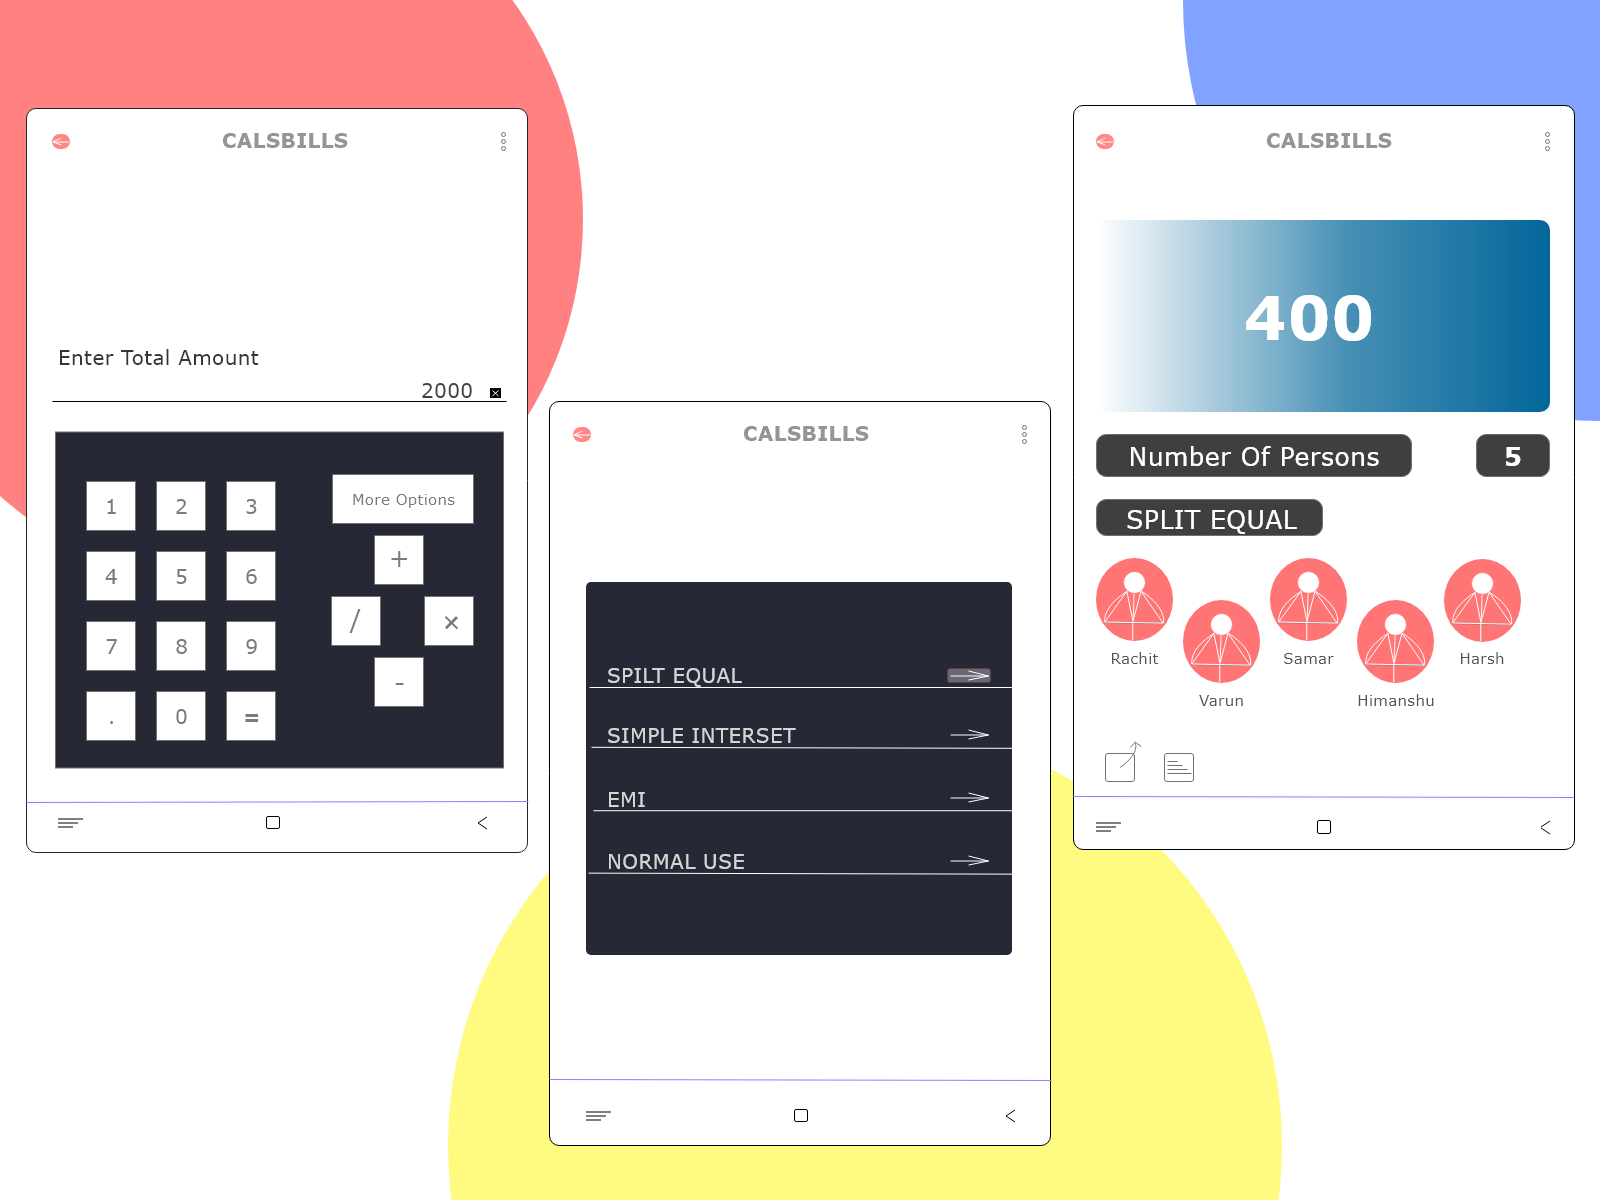 CALSBILLS
Enter Total Amount
2000
1 2 3
4 5 6
7 8 9
. 0 =
More Options
+
/ ×
-
CALSBILLS
SPILT EQUAL
SIMPLE INTERSET
EMI
NORMAL USE
CALSBILLS
400
Number Of Persons 5
SPLIT EQUAL
Rachit Samar Harsh
Varun Himanshu